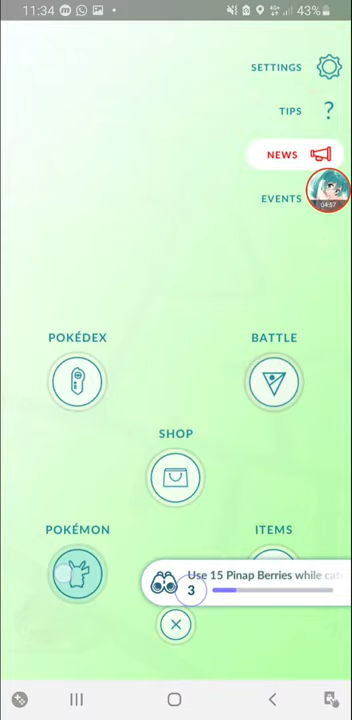 11:34
43%
SETTINGS
TIPS
?
NEWS
EVENTS
04:57
POKÉDEX
BATTLE
SHOP
POKÉMON
ITEMS
Use 15 Pinap Berries while
3